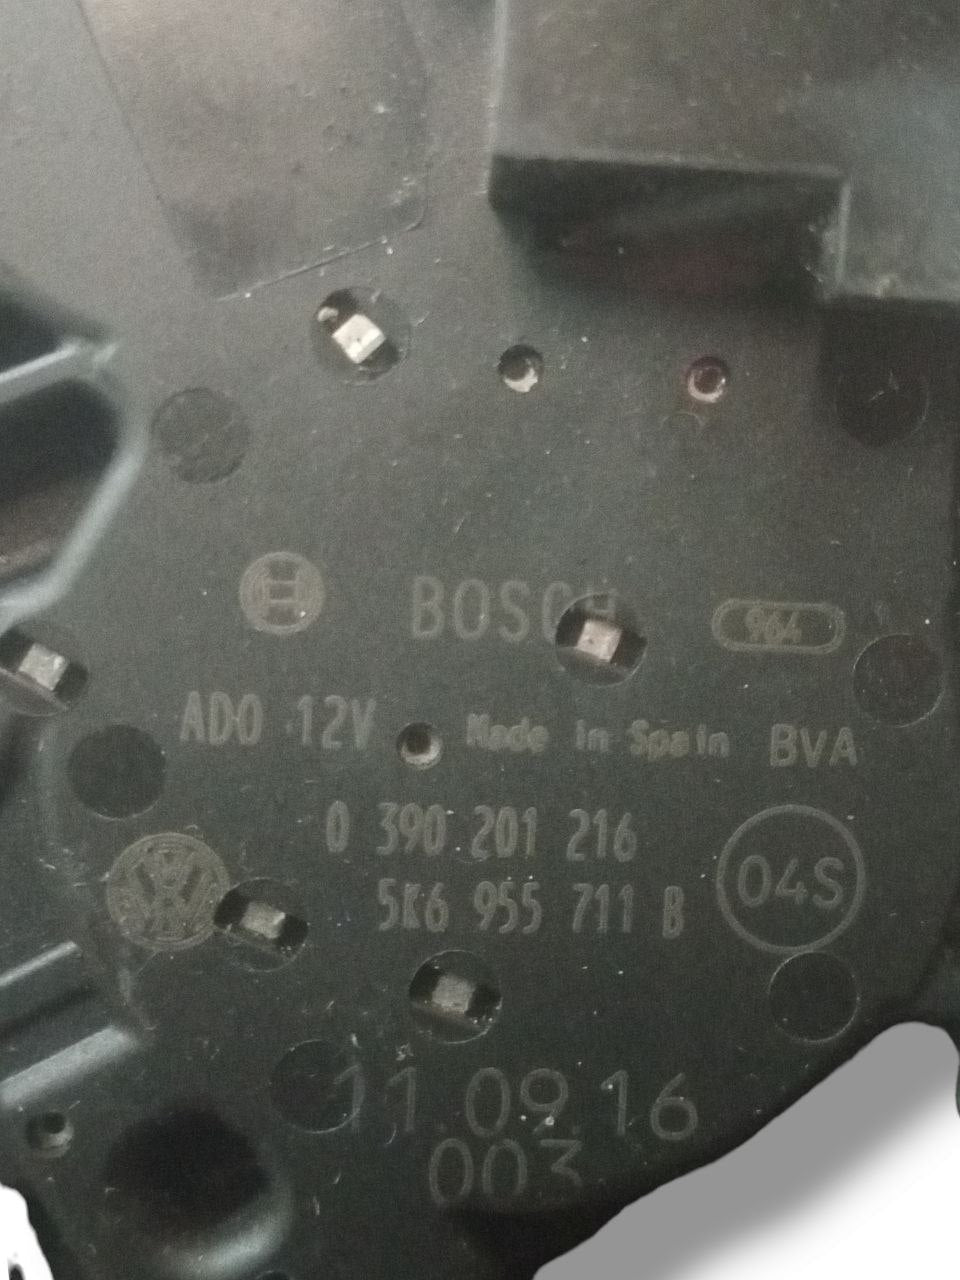 BOSCH 964
AD0 12V Made in Spain BVA
0 390 201 216
5K6 955 711 B 04S
11.09.16
003